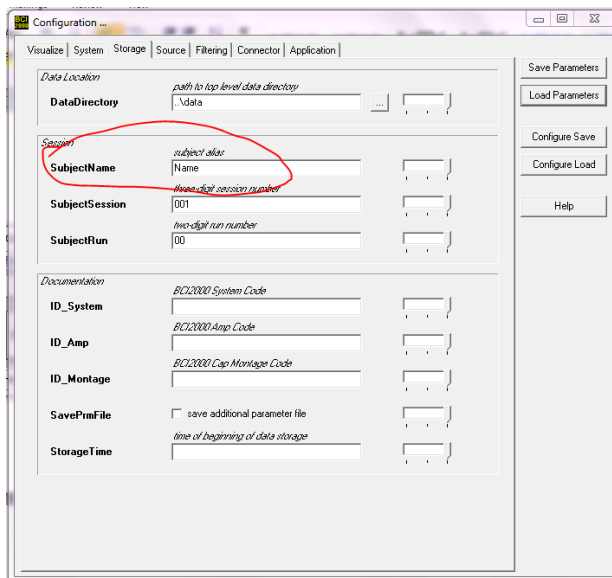 BCI
2000 Configuration ...
Visualize System Storage Source Filtering Connector Application
Save Parameters
Load Parameters
Configure Save
Configure Load
Help
Data Location
path to top level data directory
DataDirectory ..\data ...
Session
subject alias
SubjectName Name
three-digit session number
SubjectSession 001
two-digit run number
SubjectRun 00
Documentation
BCI2000 System Code
ID_System
BCI2000 Amp Code
ID_Amp
BCI2000 Cap Montage Code
ID_Montage
SavePrmFile save additional parameter file
time of beginning of data storage
StorageTime